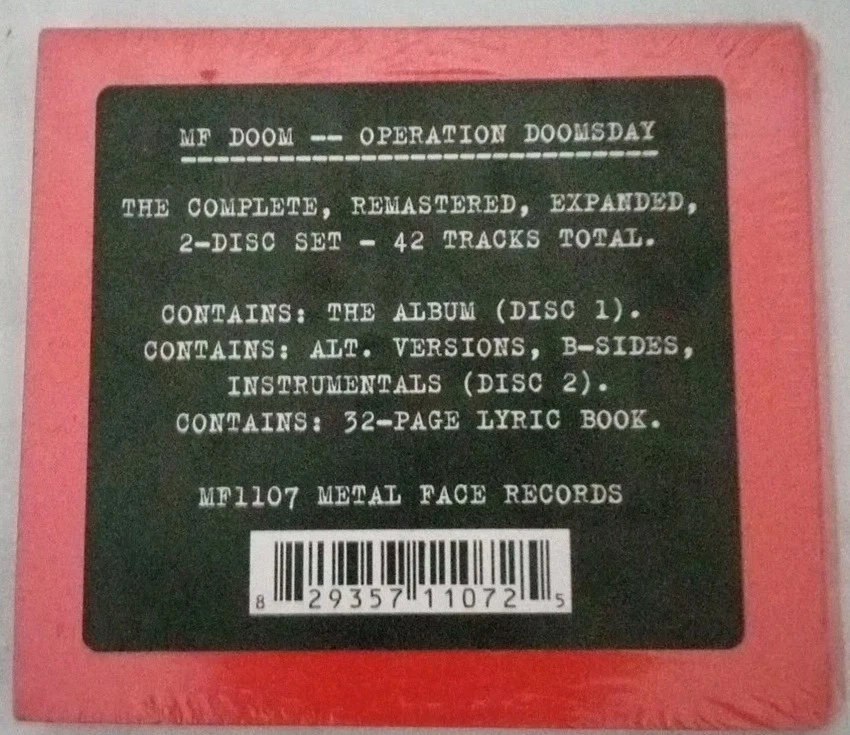 MF DOOM -- OPERATION DOOMSDAY
THE COMPLETE, REMASTERED, EXPANDED,
2-DISC SET - 42 TRACKS TOTAL.
CONTAINS: THE ALBUM (DISC 1).
CONTAINS: ALT. VERSIONS, B-SIDES,
INSTRUMENTALS (DISC 2).
CONTAINS: 32-PAGE LYRIC BOOK.
MF1107 METAL FACE RECORDS
8 29357 11072 5